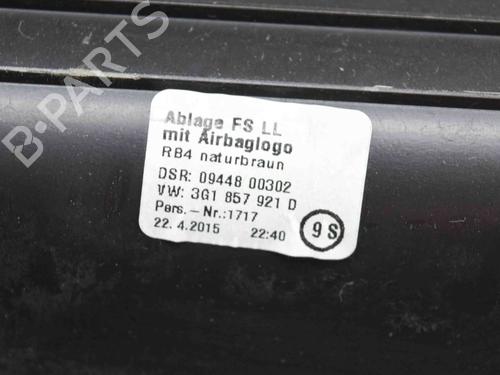 B-PARTS
Ablage FS LL
mit Airbaglogo
RB4 naturbraun
DSR: 09448 00302
VW: 3G1 857 921 D
Pers.-Nr.:1717
22.4.2015 22:40
9S